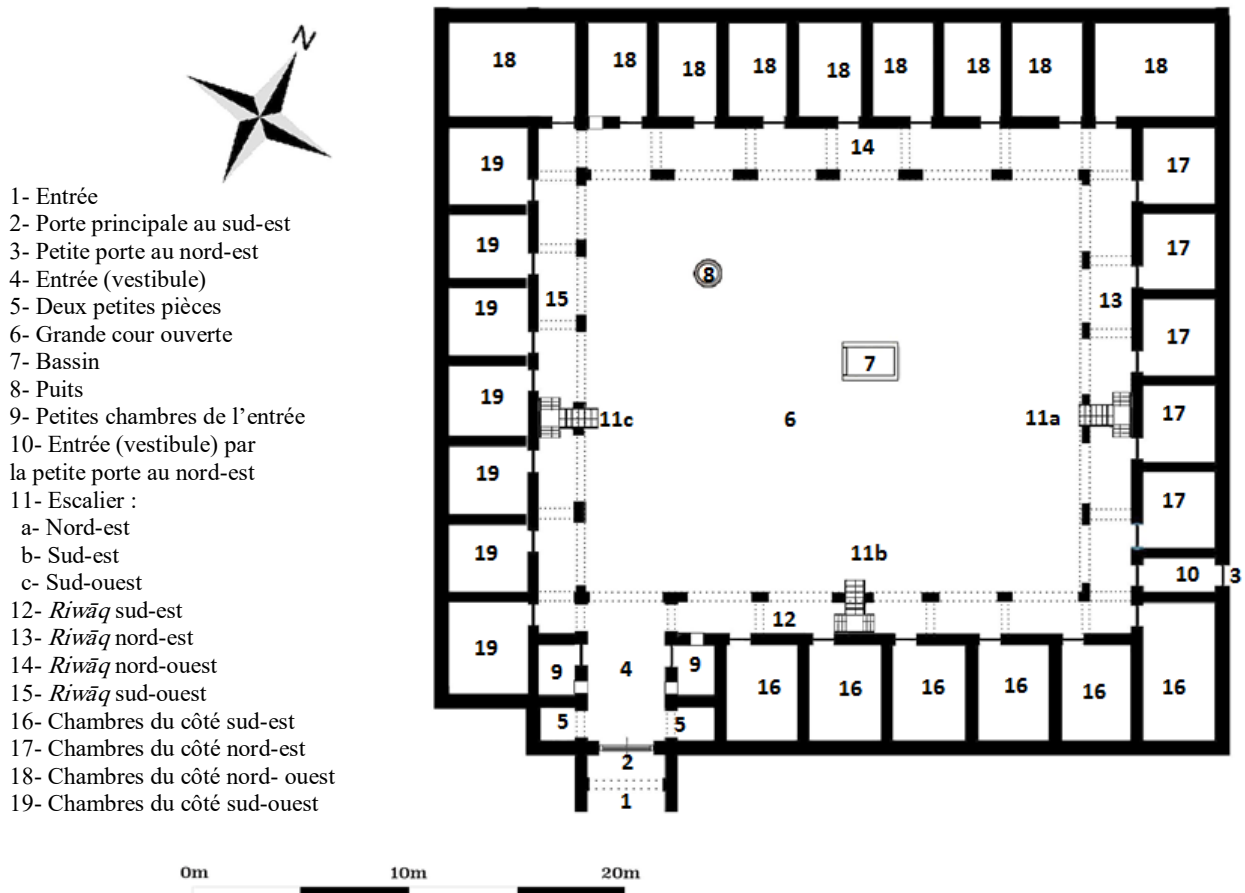 N
1- Entrée
2- Porte principale au sud-est
3- Petite porte au nord-est
4- Entrée (vestibule)
5- Deux petites pièces
6- Grande cour ouverte
7- Bassin
8- Puits
9- Petites chambres de l’entrée
10- Entrée (vestibule) par
la petite porte au nord-est
11- Escalier :
a- Nord-est
b- Sud-est
c- Sud-ouest
12- Riwāq sud-est
13- Riwāq nord-est
14- Riwāq nord-ouest
15- Riwāq sud-ouest
16- Chambres du côté sud-est
17- Chambres du côté nord-est
18- Chambres du côté nord- ouest
19- Chambres du côté sud-ouest
18 18 18 18 18 18 18 18 18
14
19 17
19 17
8
19 15 13 17
7
19 11c 6 11a 17
19 17
11b
19 10 3
12
19 9 4 9 16 16 16 16 16 16
5 5
2
1
0m 10m 20m